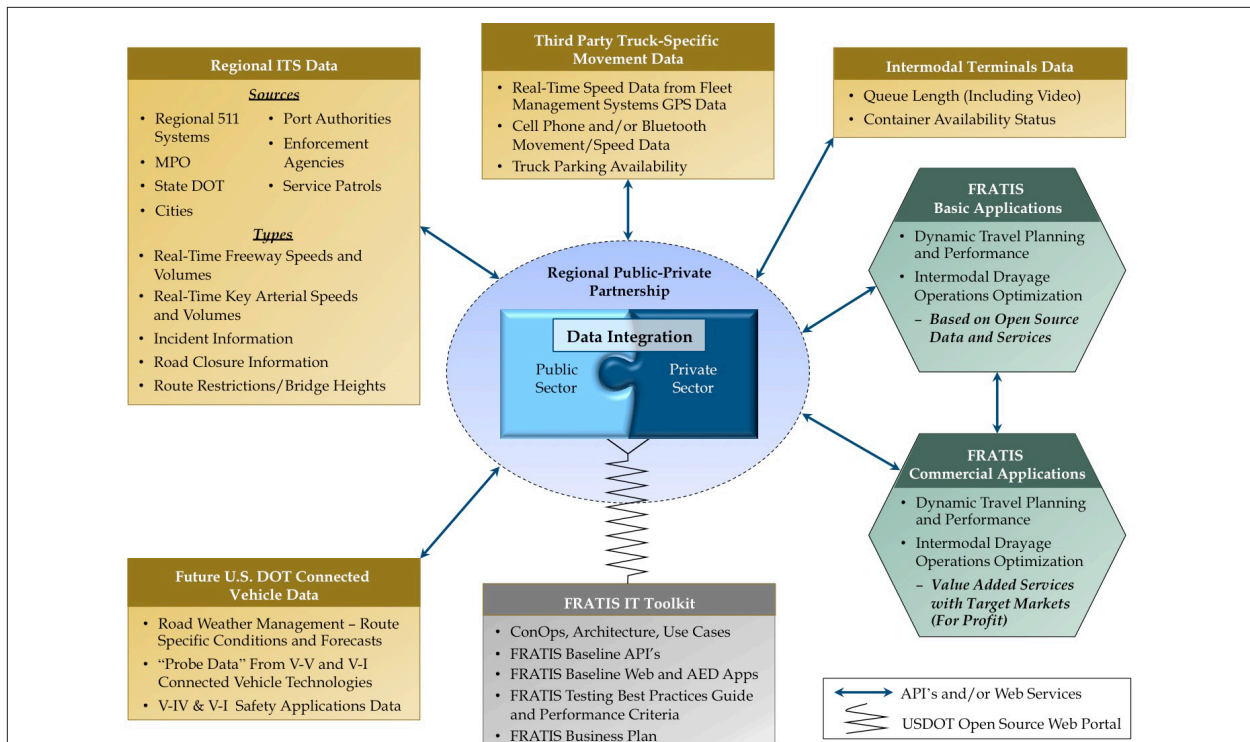 Regional ITS Data
Sources
• Regional 511
Systems
• MPO
• State DOT
• Cities
• Port Authorities
• Enforcement
Agencies
• Service Patrols
Types
• Real-Time Freeway Speeds and
Volumes
• Real-Time Key Arterial Speeds
and Volumes
• Incident Information
• Road Closure Information
• Route Restrictions/Bridge Heights
Third Party Truck-Specific
Movement Data
• Real-Time Speed Data from Fleet
Management Systems GPS Data
• Cell Phone and/or Bluetooth
Movement/Speed Data
• Truck Parking Availability
Intermodal Terminals Data
• Queue Length (Including Video)
• Container Availability Status
Regional Public-Private
Partnership
Data Integration
Public
Sector
Private
Sector
FRATIS
Basic Applications
• Dynamic Travel Planning
and Performance
• Intermodal Drayage
Operations Optimization
– Based on Open Source
Data and Services
FRATIS
Commercial Applications
• Dynamic Travel Planning
and Performance
• Intermodal Drayage
Operations Optimization
– Value Added Services
with Target Markets
(For Profit)
Future U.S. DOT Connected
Vehicle Data
• Road Weather Management – Route
Specific Conditions and Forecasts
• “Probe Data” From V-V and V-I
Connected Vehicle Technologies
• V-IV & V-I Safety Applications Data
FRATIS IT Toolkit
• ConOps, Architecture, Use Cases
• FRATIS Baseline API's
• FRATIS Baseline Web and AED Apps
• FRATIS Testing Best Practices Guide
and Performance Criteria
• FRATIS Business Plan
API's and/or Web Services
USDOT Open Source Web Portal